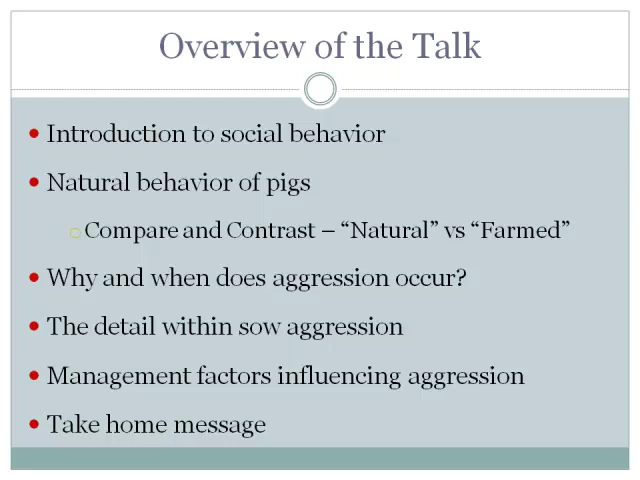 Overview of the Talk
Introduction to social behavior
Natural behavior of pigs
Compare and Contrast – “Natural” vs “Farmed”
Why and when does aggression occur?
The detail within sow aggression
Management factors influencing aggression
Take home message